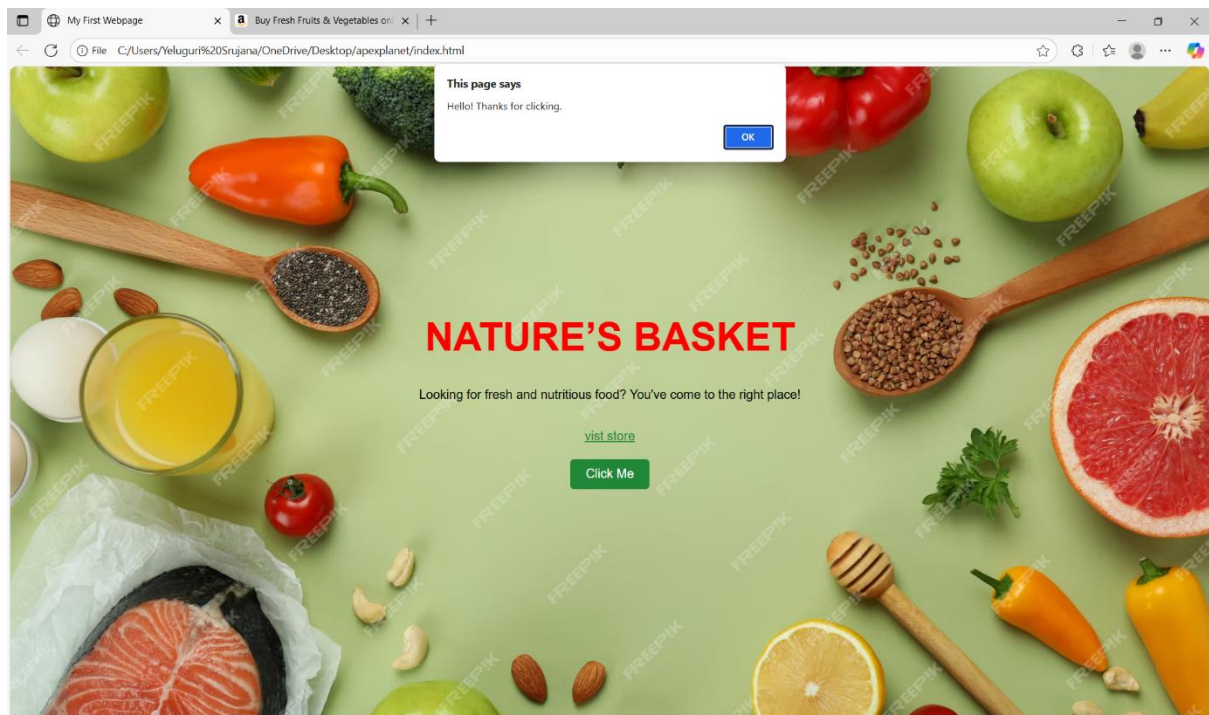 My First Webpage
a Buy Fresh Fruits & Vegetables onl
File C:/Users/Yeluguri%20Srujana/OneDrive/Desktop/apexplanet/index.html
This page says
Hello! Thanks for clicking.
OK
NATURE’S BASKET
Looking for fresh and nutritious food? You've come to the right place!
vist store
Click Me
FREEPIK